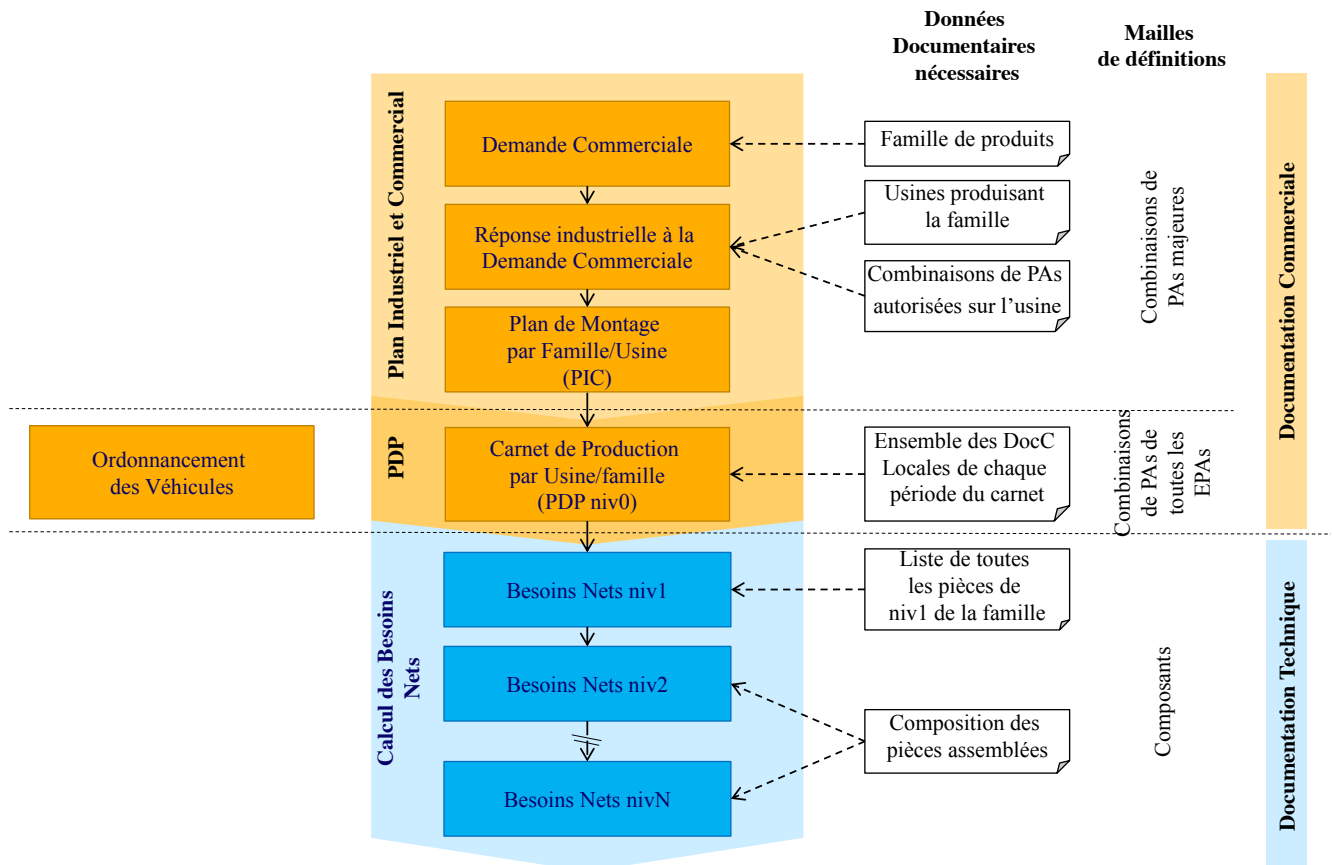 Données
Documentaires
nécessaires
Mailles
de définitions
Plan Industriel et Commercial
Demande Commerciale
Famille de produits
Réponse industrielle à la
Demande Commerciale
Usines produisant
la famille
Combinaisons de PAs
autorisées sur l’usine
Plan de Montage
par Famille/Usine
(PIC)
Combinaisons de
PAs majeures
Documentation Commerciale
Ordonnancement
des Véhicules
PDP
Carnet de Production
par Usine/famille
(PDP niv0)
Ensemble des DocC
Locales de chaque
période du carnet
Combinaisons
de PAs de
toutes les
EPAs
Calcul des Besoins
Nets
Besoins Nets niv1
Liste de toutes
les pièces de
niv1 de la famille
Besoins Nets niv2
Besoins Nets nivN
Composition des
pièces assemblées
Composants
Documentation Technique